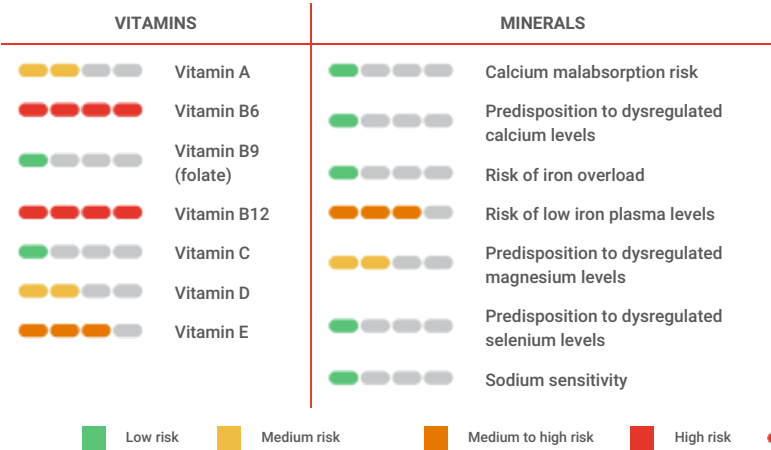 VITAMINS
Vitamin A
Vitamin B6
Vitamin B9
(folate)
Vitamin B12
Vitamin C
Vitamin D
Vitamin E
MINERALS
Calcium malabsorption risk
Predisposition to dysregulated
calcium levels
Risk of iron overload
Risk of low iron plasma levels
Predisposition to dysregulated
magnesium levels
Predisposition to dysregulated
selenium levels
Sodium sensitivity
Low risk
Medium risk
Medium to high risk
High risk